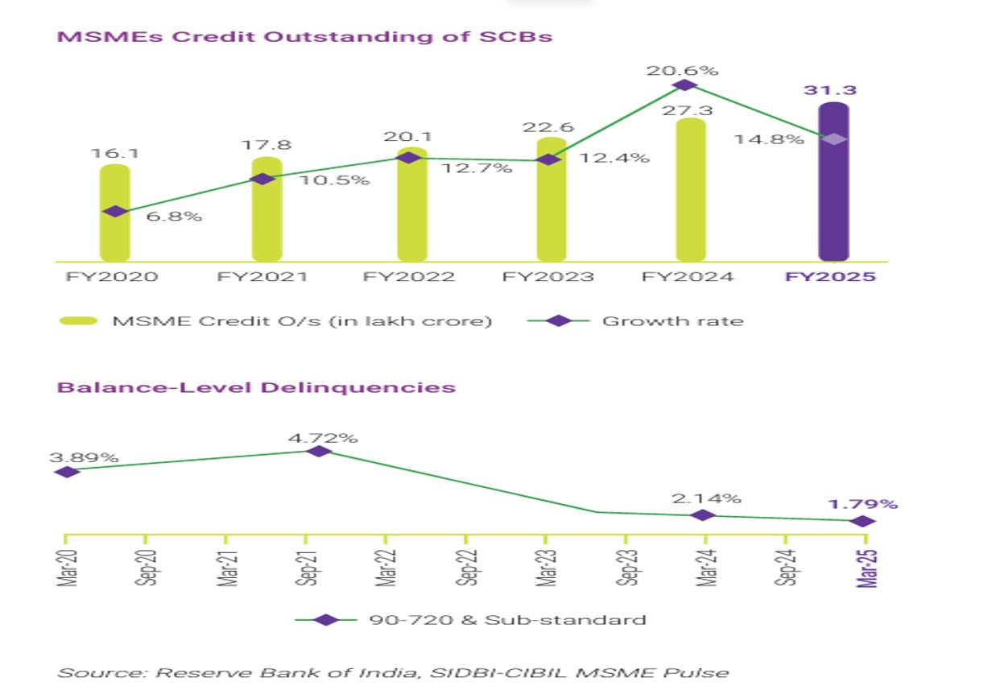 MSMEs Credit Outstanding of SCBs
20.6%
31.3
27.3
22.6
20.1
17.8
16.1
14.8%
12.4%
12.7%
10.5%
6.8%
FY2020 FY2021 FY2022 FY2023 FY2024 FY2025
MSME Credit O/s (in lakh crore) Growth rate
Balance-Level Delinquencies
4.72%
3.89%
2.14%
1.79%
Mar-20 Sep-20 Mar-21 Sep-21 Mar-22 Sep-22 Mar-23 Sep-23 Mar-24 Sep-24 Mar-25
90-720 & Sub-standard
Source: Reserve Bank of India, SIDBI-CIBIL MSME Pulse